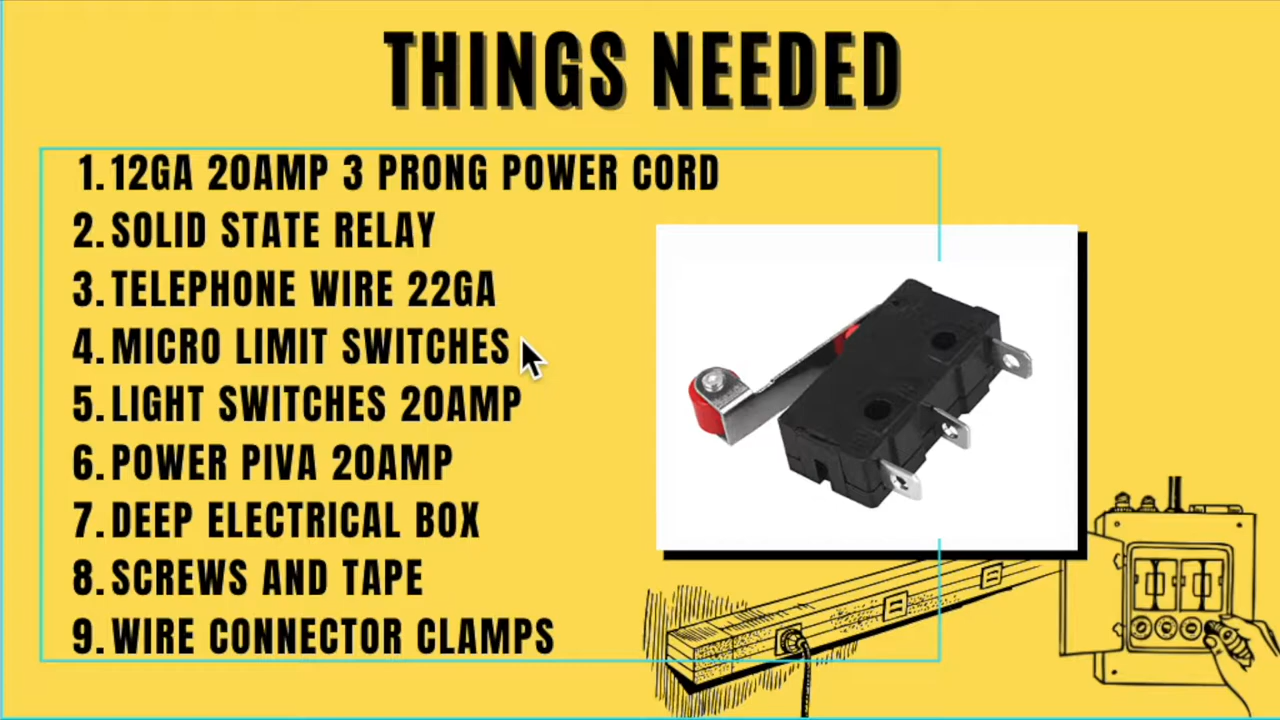 THINGS NEEDED
1. 12GA 20AMP 3 PRONG POWER CORD
2. SOLID STATE RELAY
3. TELEPHONE WIRE 22GA
4. MICRO LIMIT SWITCHES
5. LIGHT SWITCHES 20AMP
6. POWER PIVA 20AMP
7. DEEP ELECTRICAL BOX
8. SCREWS AND TAPE
9. WIRE CONNECTOR CLAMPS